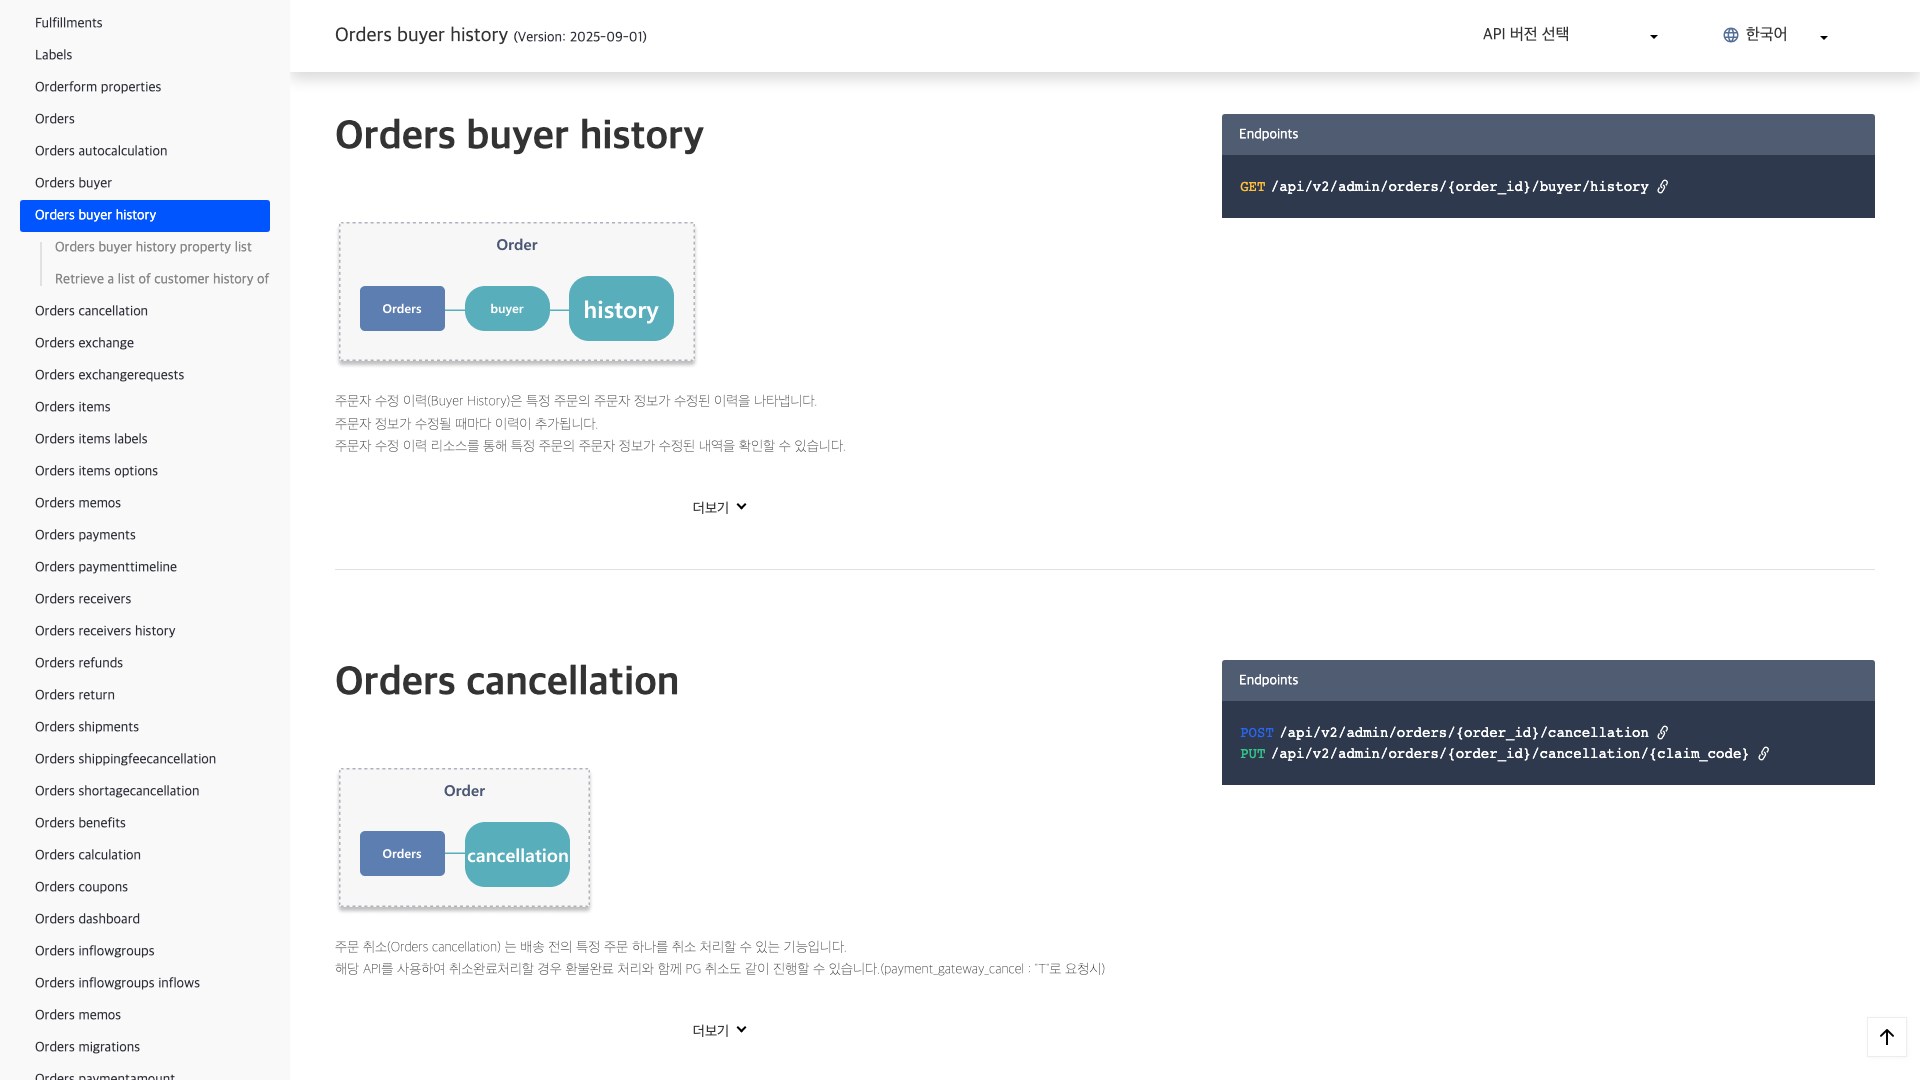 Fulfillments
Labels
Orderform properties
Orders
Orders autocalculation
Orders buyer
Orders buyer history
Orders buyer history property list
Retrieve a list of customer history of
Orders cancellation
Orders exchange
Orders exchangerequests
Orders items
Orders items labels
Orders items options
Orders memos
Orders payments
Orders paymenttimeline
Orders receivers
Orders receivers history
Orders refunds
Orders return
Orders shipments
Orders shippingfeecancellation
Orders shortagecancellation
Orders benefits
Orders calculation
Orders coupons
Orders dashboard
Orders inflowgroups
Orders inflowgroups inflows
Orders memos
Orders migrations
Orders paymentamount
Orders buyer history (Version: 2025-09-01)
API 버전 선택
한국어
Orders buyer history
Order
Orders
buyer
history
주문자 수정 이력(Buyer History)은 특정 주문의 주문자 정보가 수정된 이력을 나타냅니다.
주문자 정보가 수정될 때마다 이력이 추가됩니다.
주문자 수정 이력 리소스를 통해 특정 주문의 주문자 정보가 수정된 내역을 확인할 수 있습니다.
더보기
Endpoints
GET /api/v2/admin/orders/{order_id}/buyer/history
Orders cancellation
Order
Orders
cancellation
주문 취소(Orders cancellation) 는 배송 전의 특정 주문 하나를 취소 처리할 수 있는 기능입니다.
해당 API를 사용하여 취소완료처리할 경우 환불완료 처리와 함께 PG 취소도 같이 진행할 수 있습니다.(payment_gateway_cancel : "T"로 요청시)
더보기
Endpoints
POST /api/v2/admin/orders/{order_id}/cancellation
PUT /api/v2/admin/orders/{order_id}/cancellation/{claim_code}